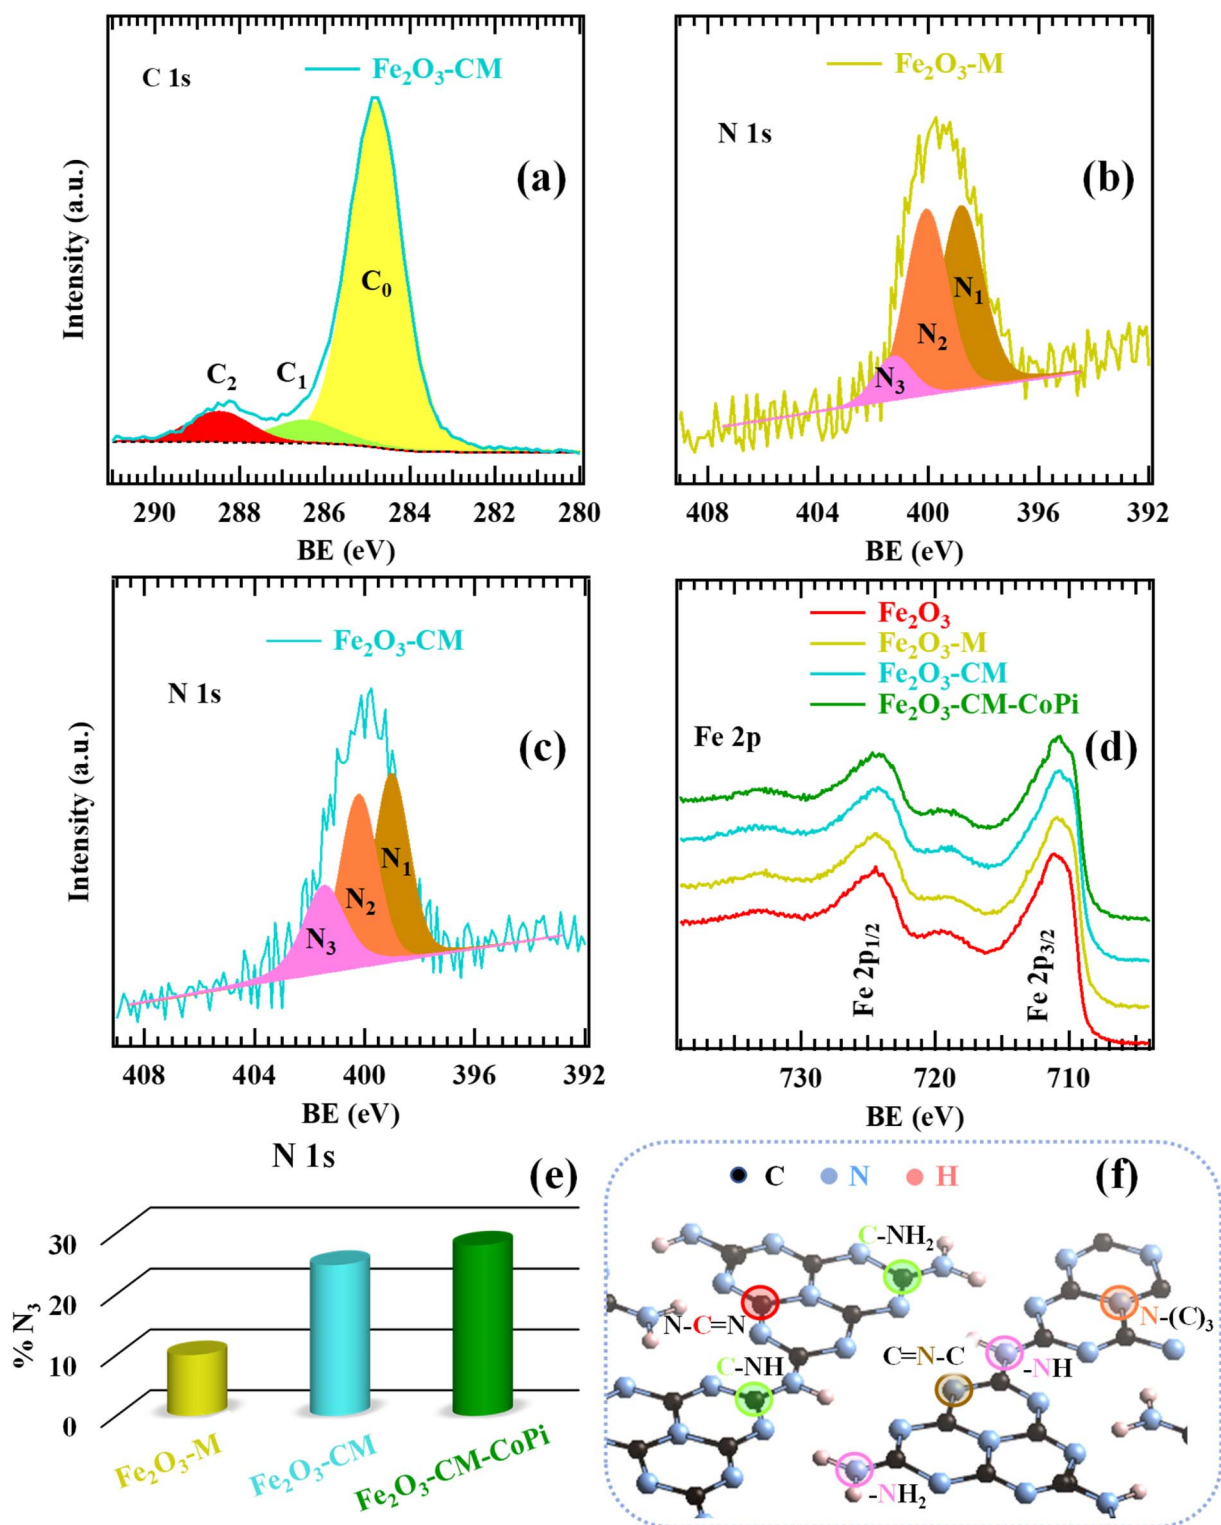 C 1s
Fe₂O₃-CM
(a)
C₀
C₁
C₂
Intensity (a.u.)
290 288 286 284 282 280
BE (eV)
Fe₂O₃-M
N 1s
(b)
N₁
N₂
N₃
408 404 400 396 392
BE (eV)
Fe₂O₃-CM
N 1s
(c)
N₁
N₂
N₃
Intensity (a.u.)
408 404 400 396 392
BE (eV)
Fe₂O₃
Fe₂O₃-M
Fe₂O₃-CM
Fe₂O₃-CM-CoPi
Fe 2p
(d)
Fe 2p₁/₂
Fe 2p₃/₂
730 720 710
BE (eV)
N 1s
(e)
30
20
10
0
% N₃
Fe₂O₃-M
Fe₂O₃-CM
Fe₂O₃-CM-CoPi
C N H
(f)
C-NH₂
N-C=N
N-(C)₃
C-NH
C=N-C
-NH
-NH₂